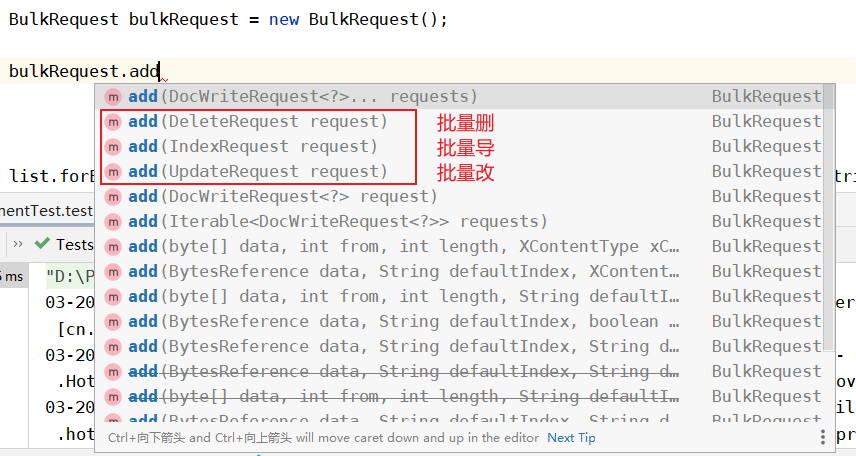 BulkRequest bulkRequest = new BulkRequest();
bulkRequest.add
m add(DocWriteRequest<?>... requests) BulkRequest
m add(DeleteRequest request) 批量删 BulkRequest
m add(IndexRequest request) 批量导 BulkRequest
m add(UpdateRequest request) 批量改 BulkRequest
list.forE
m add(DocWriteRequest<?> request) BulkRequest
mentTest.test
m add(Iterable<DocWriteRequest<?>> requests) BulkRequest
» Tests
m add(byte[] data, int from, int length, XContentType xC… BulkRequest
ms "D:\P
m add(BytesReference data, String defaultIndex, XContent… BulkRequest
03-20
m add(byte[] data, int from, int length, String defaultI… BulkRequest
[cn.
m add(BytesReference data, String defaultIndex, boolean … BulkRequest
03-20
m add(BytesReference data, String defaultIndex, String d… BulkRequest
.Hot
m add(BytesReference data, String defaultIndex, String d… BulkRequest
03-20
m add(byte[] data, int from, int length, String defaultI… BulkRequest
.hot
m add(BytesReference data, String defaultIndex, String d… BulkRequest
Ctrl+向下箭头 and Ctrl+向上箭头 will move caret down and up in the editor Next Tip